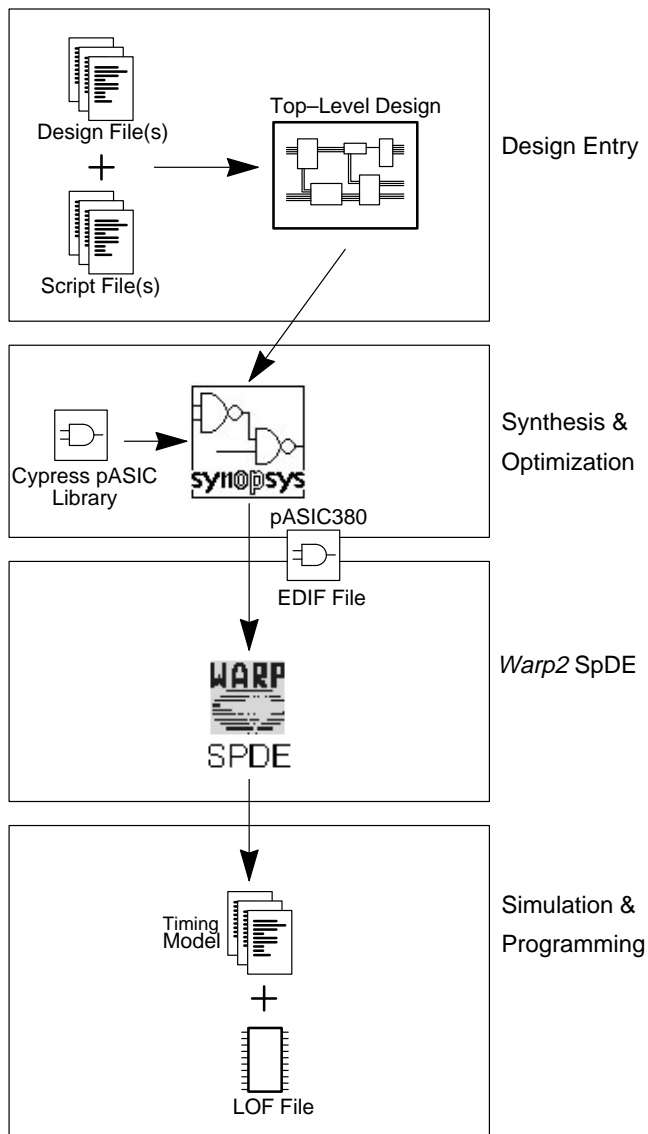 Design File(s)
+
Script File(s)
Top–Level Design
Design Entry
Cypress pASIC
Library
synopsys
Synthesis &
Optimization
pASIC380
EDIF File
WARP
SPDE
Warp2 SpDE
Timing
Model
+
LOF File
Simulation &
Programming